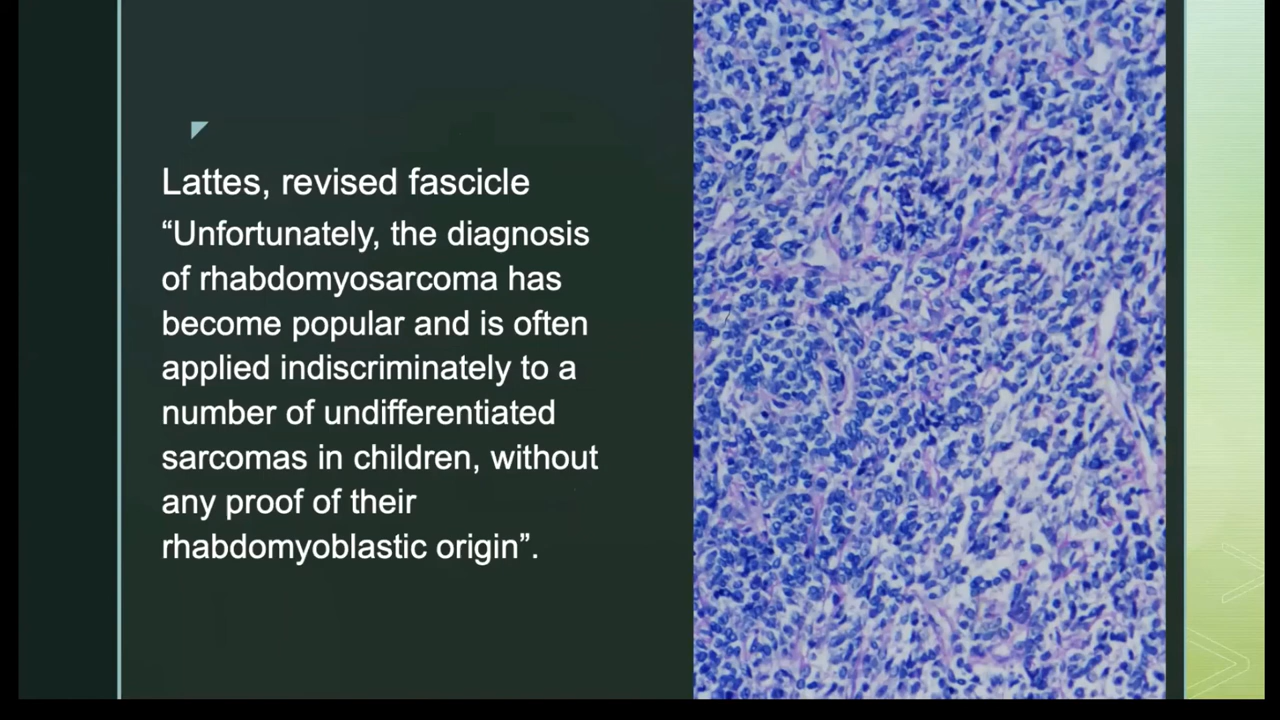 Lattes, revised fascicle
“Unfortunately, the diagnosis
of rhabdomyosarcoma has
become popular and is often
applied indiscriminately to a
number of undifferentiated
sarcomas in children, without
any proof of their
rhabdomyoblastic origin”.